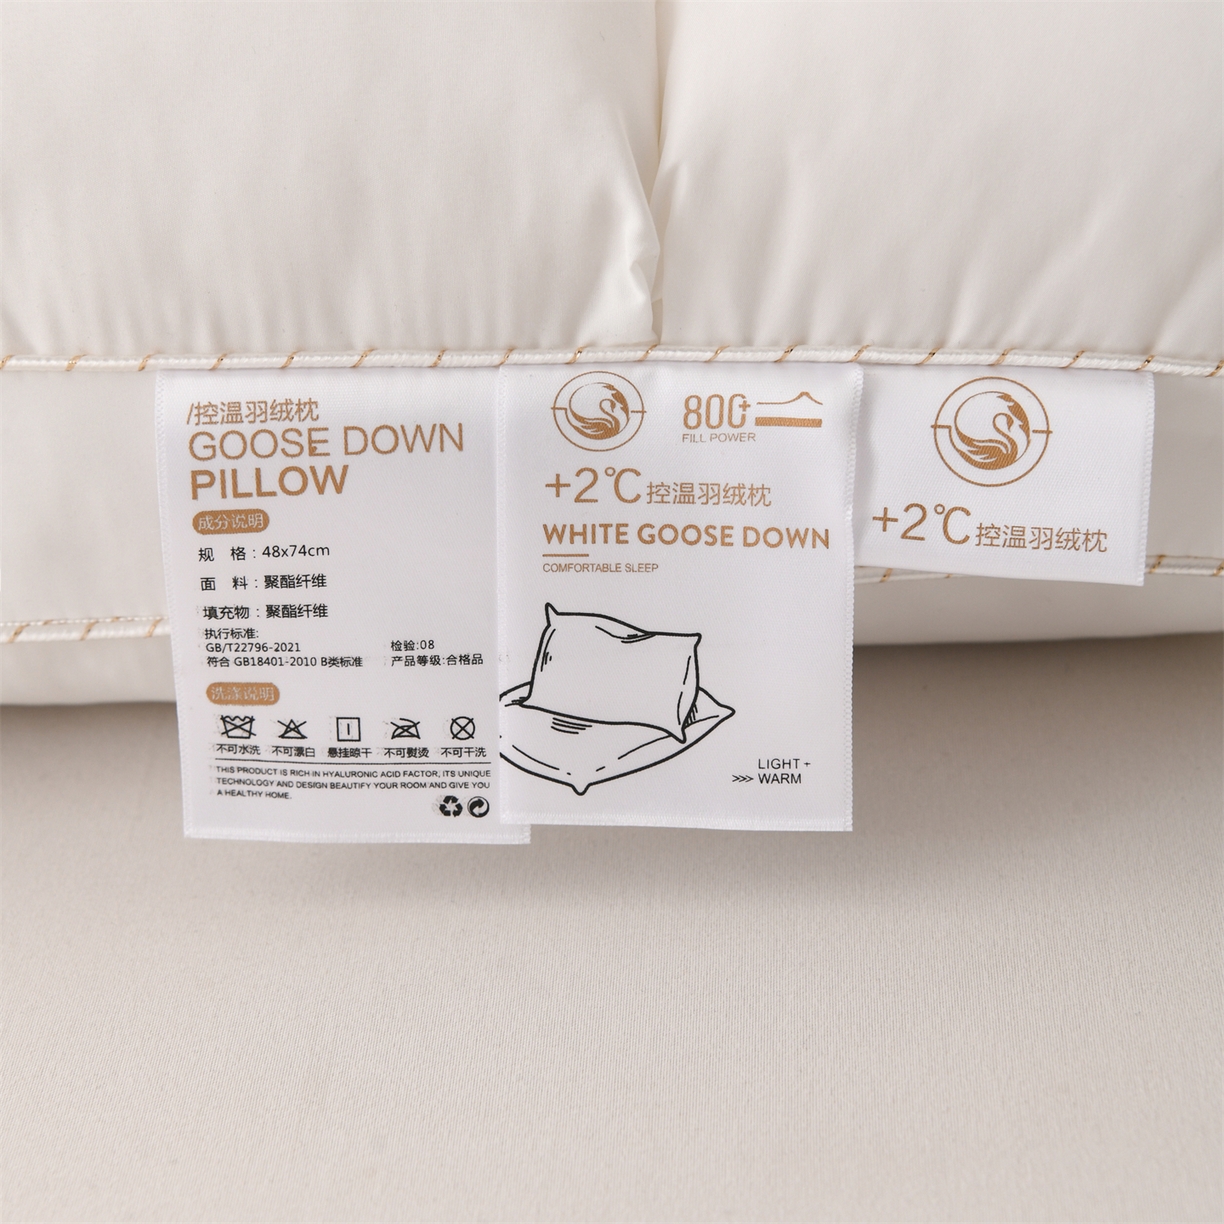 /控温羽绒枕
GOOSE DOWN
PILLOW
成分说明
规 格：48x74cm
面 料：聚酯纤维
填充物：聚酯纤维
执行标准:
GB/T22796-2021 检验:08
符合 GB18401-2010 B类标准 产品等级:合格品
洗涤说明
不可水洗 不可漂白 悬挂晾干 不可熨烫 不可干洗
THIS PRODUCT IS RICH IN HYALURONIC ACID FACTOR, ITS UNIQUE
TECHNOLOGY AND DESIGN BEAUTIFY YOUR ROOM AND GIVE YOU
A HEALTHY HOME.
800+
FILL POWER
+2℃控温羽绒枕
WHITE GOOSE DOWN
COMFORTABLE SLEEP
LIGHT+
>>> WARM
+2℃控温羽绒枕